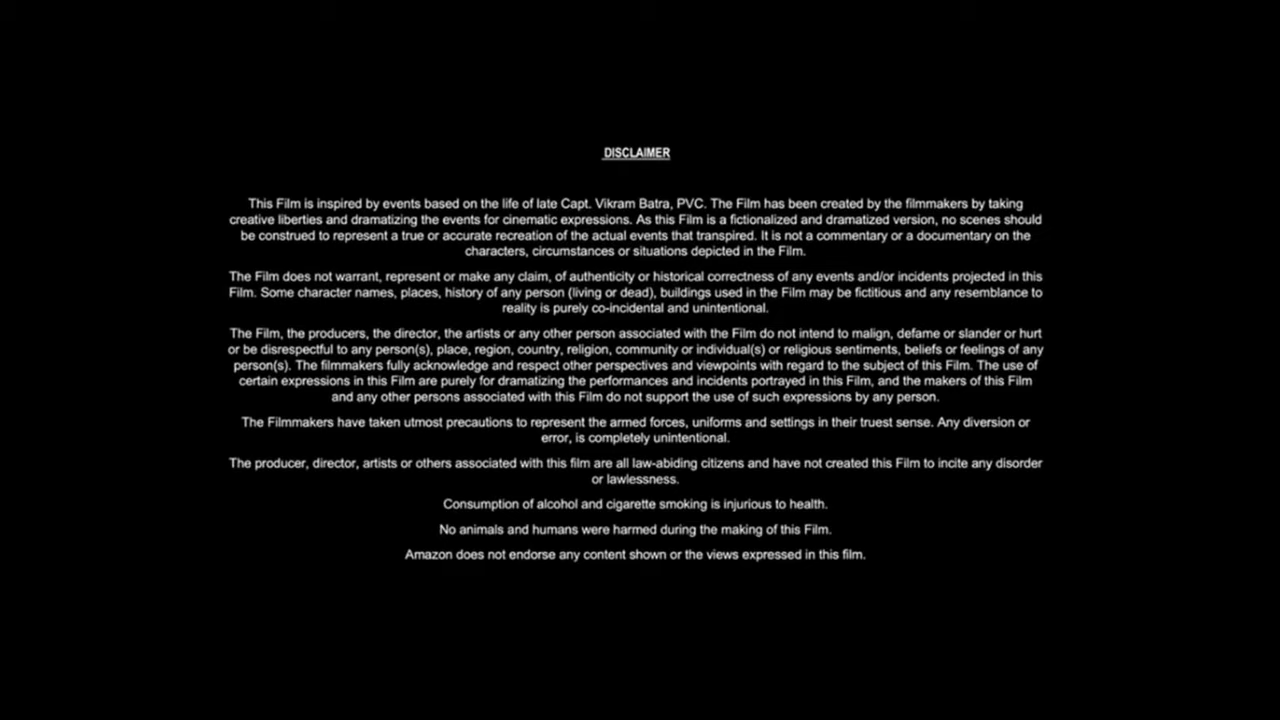 DISCLAIMER
This Film is inspired by events based on the life of late Capt. Vikram Batra, PVC. The Film has been created by the filmmakers by taking
creative liberties and dramatizing the events for cinematic expressions. As this Film is a fictionalized and dramatized version, no scenes should
be construed to represent a true or accurate recreation of the actual events that transpired. It is not a commentary or a documentary on the
characters, circumstances or situations depicted in the Film.
The Film does not warrant, represent or make any claim, of authenticity or historical correctness of any events and/or incidents projected in this
Film. Some character names, places, history of any person (living or dead), buildings used in the Film may be fictitious and any resemblance to
reality is purely co-incidental and unintentional.
The Film, the producers, the director, the artists or any other person associated with the Film do not intend to malign, defame or slander or hurt
or be disrespectful to any person(s), place, region, country, religion, community or individual(s) or religious sentiments, beliefs or feelings of any
person(s). The filmmakers fully acknowledge and respect other perspectives and viewpoints with regard to the subject of this Film. The use of
certain expressions in this Film are purely for dramatizing the performances and incidents portrayed in this Film, and the makers of this Film
and any other persons associated with this Film do not support the use of such expressions by any person.
The Filmmakers have taken utmost precautions to represent the armed forces, uniforms and settings in their truest sense. Any diversion or
error, is completely unintentional.
The producer, director, artists or others associated with this film are all law-abiding citizens and have not created this Film to incite any disorder
or lawlessness.
Consumption of alcohol and cigarette smoking is injurious to health.
No animals and humans were harmed during the making of this Film.
Amazon does not endorse any content shown or the views expressed in this film.